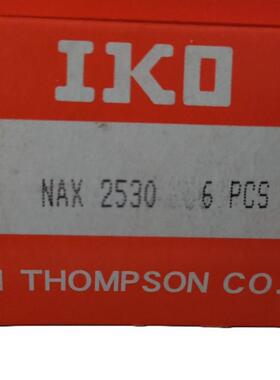 IKO
NAX 2530 6 PCS
THOMPSON CO.